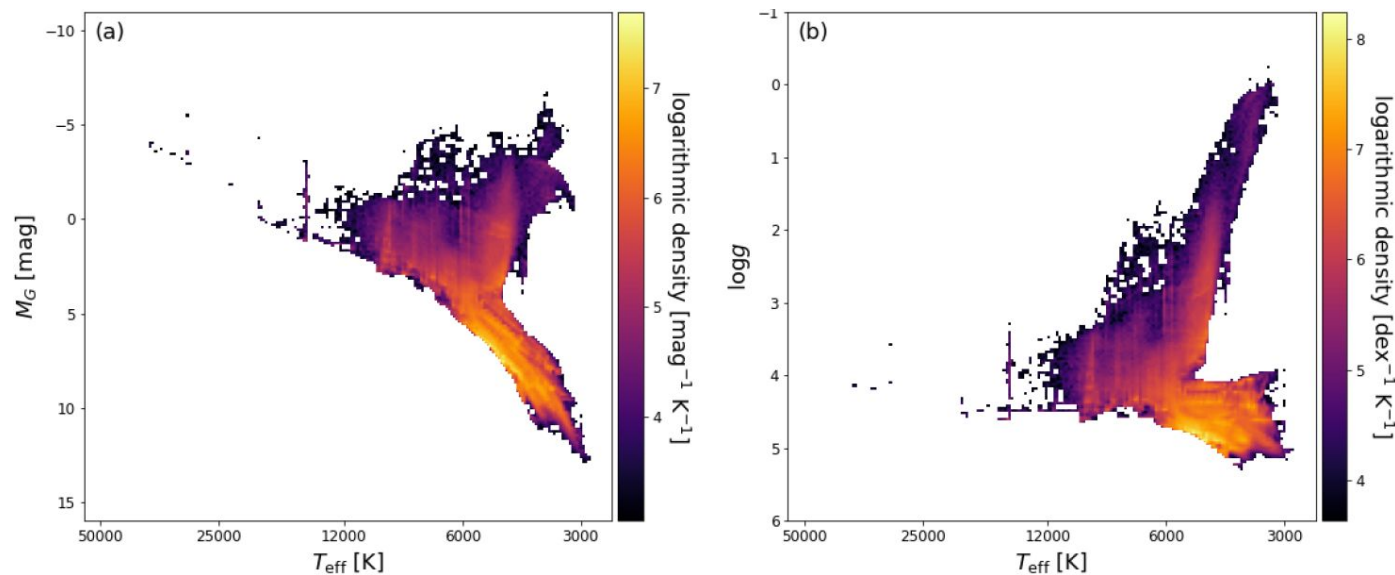 (a)
−10
−5
0
5
10
15
M_G [mag]
50000 25000 12000 6000 3000
T_eff [K]
7
6
5
4
logarithmic density [mag⁻¹ K⁻¹]
(b)
−1
0
1
2
3
4
5
6
logg
50000 25000 12000 6000 3000
T_eff [K]
8
7
6
5
4
logarithmic density [dex⁻¹ K⁻¹]